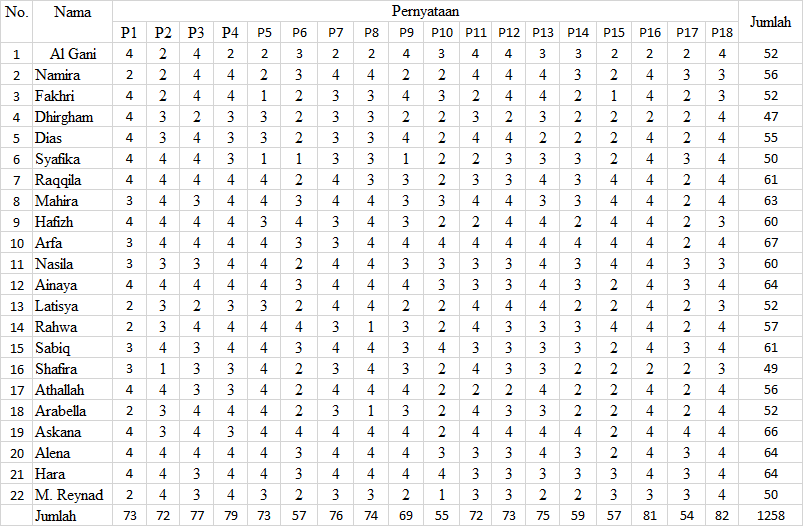 No. Nama Pernyataan Jumlah
P1 P2 P3 P4 P5 P6 P7 P8 P9 P10 P11 P12 P13 P14 P15 P16 P17 P18
1 Al Gani 4 2 4 2 2 3 2 2 4 3 4 4 3 3 2 2 2 4 52
2 Namira 2 2 4 4 2 3 4 4 2 2 4 4 4 3 2 4 3 3 56
3 Fakhri 4 2 4 4 1 2 3 3 4 3 2 4 4 2 1 4 2 3 52
4 Dhirgham 4 3 2 3 3 2 3 3 2 2 3 2 3 2 2 2 2 4 47
5 Dias 4 3 4 3 3 2 3 3 4 2 4 4 2 2 2 4 2 4 55
6 Syafika 4 4 4 3 1 1 3 3 1 2 2 3 3 3 2 4 3 4 50
7 Raqqila 4 4 4 4 4 2 4 3 3 2 3 3 4 3 4 4 2 4 61
8 Mahira 3 4 3 4 4 3 4 4 3 3 4 4 3 3 4 4 2 4 63
9 Hafizh 4 4 4 4 3 4 3 4 3 2 2 4 4 2 4 4 2 3 60
10 Arfa 3 4 4 4 4 3 3 4 4 4 4 4 4 4 4 4 2 4 67
11 Nasila 3 3 3 4 4 2 4 4 3 3 3 3 4 3 4 4 3 3 60
12 Ainaya 4 4 4 4 4 3 4 4 4 4 3 3 3 4 3 2 4 3 4 64
13 Latisya 2 3 2 3 3 2 4 4 2 2 4 4 4 2 2 4 2 3 52
14 Rahwa 2 3 4 4 4 4 3 1 3 2 4 3 3 3 4 4 2 4 57
15 Sabiq 3 4 3 4 4 3 4 4 3 4 3 3 3 3 2 4 3 4 61
16 Shafira 3 1 3 3 4 2 3 4 3 2 4 3 3 2 2 2 2 3 49
17 Athallah 4 4 3 3 4 2 4 4 4 2 2 2 4 2 2 4 2 4 56
18 Arabella 2 3 4 4 4 2 3 1 3 2 4 3 3 2 2 4 2 4 52
19 Askana 4 3 4 3 4 4 4 4 4 2 4 4 4 4 2 4 4 4 66
20 Alena 4 4 4 4 4 3 4 4 4 3 3 3 4 3 2 4 3 4 64
21 Hara 4 4 3 4 4 3 4 4 4 4 3 3 3 3 3 4 3 4 64
22 M. Reynad 2 4 3 4 3 2 3 3 2 1 3 3 2 2 3 3 3 4 50
Jumlah 73 72 77 79 73 57 76 74 69 55 72 73 75 59 57 81 54 82 1258